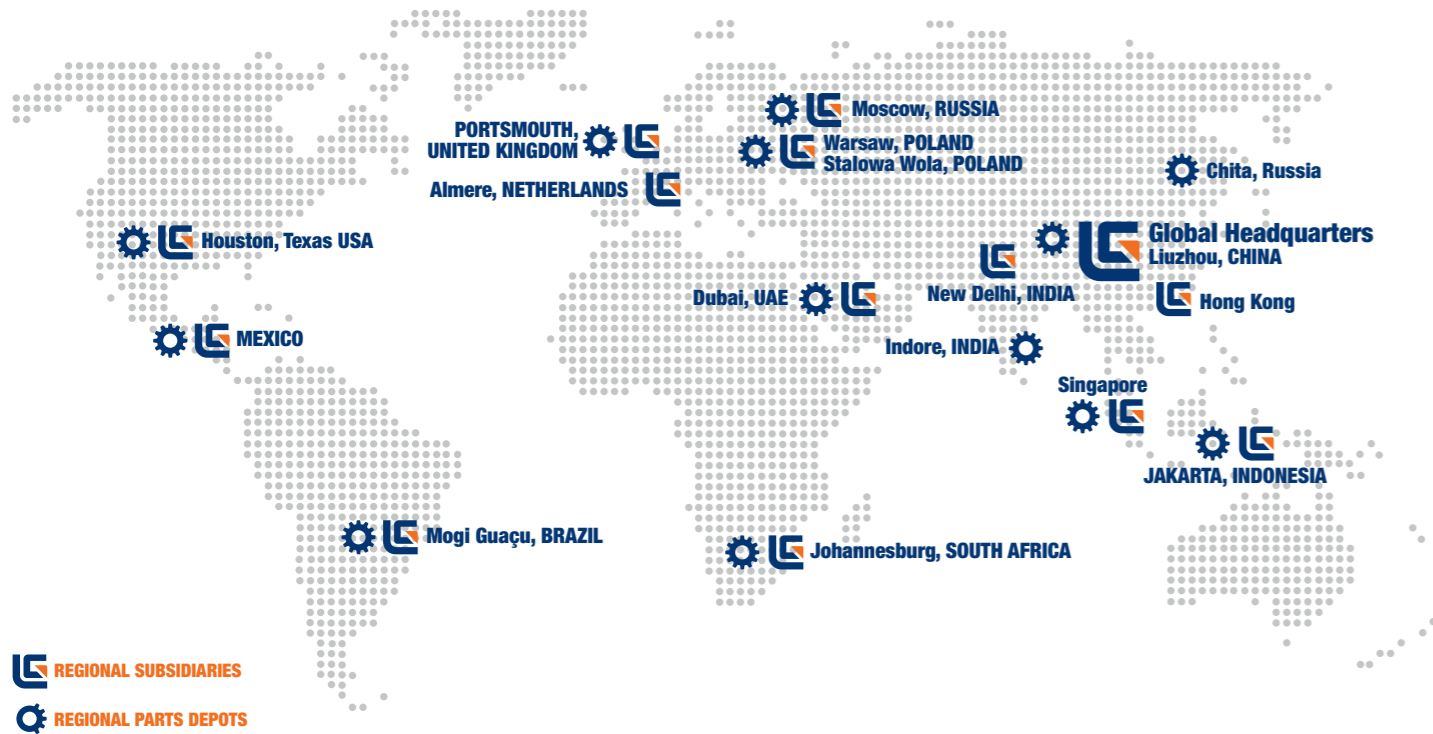 Moscow, RUSSIA
PORTSMOUTH,
UNITED KINGDOM
Warsaw, POLAND
Stalowa Wola, POLAND
Chita, Russia
Almere, NETHERLANDS
Houston, Texas USA
Global Headquarters
Liuzhou, CHINA
New Delhi, INDIA
Dubai, UAE
Hong Kong
MEXICO
Indore, INDIA
Singapore
JAKARTA, INDONESIA
Mogi Guaçu, BRAZIL
Johannesburg, SOUTH AFRICA
REGIONAL SUBSIDIARIES
REGIONAL PARTS DEPOTS